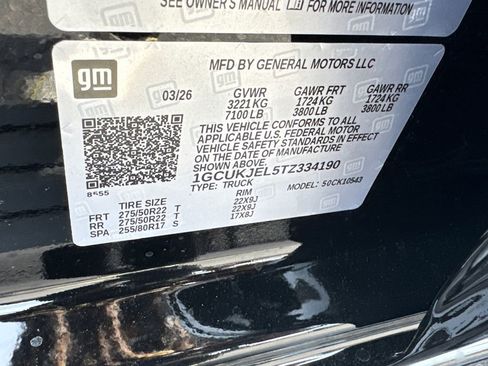 SEE OWNER'S MANUAL
gm
MFD BY GENERAL MOTORS LLC
03/26 GVWR GAWR FRT GAWR RR
3221 KG 1724 KG 1724 KG
7100 LB 3800 LB 3800 LB
THIS VEHICLE CONFORMS TO ALL
APPLICABLE U.S. FEDERAL MOTOR
VEHICLE SAFETY STANDARDS IN EFFECT
ON THE DATE OF MANUFACTURE
SHOWN ABOVE.
1GCUKJEL5TZ334190
TYPE: TRUCK MODEL: 50CK10543
8555
TIRE SIZE RIM
FRT 275/50R22 T 22X9J
RR 275/50R22 T 22X9J
SPA 255/80R17 S 17X8J